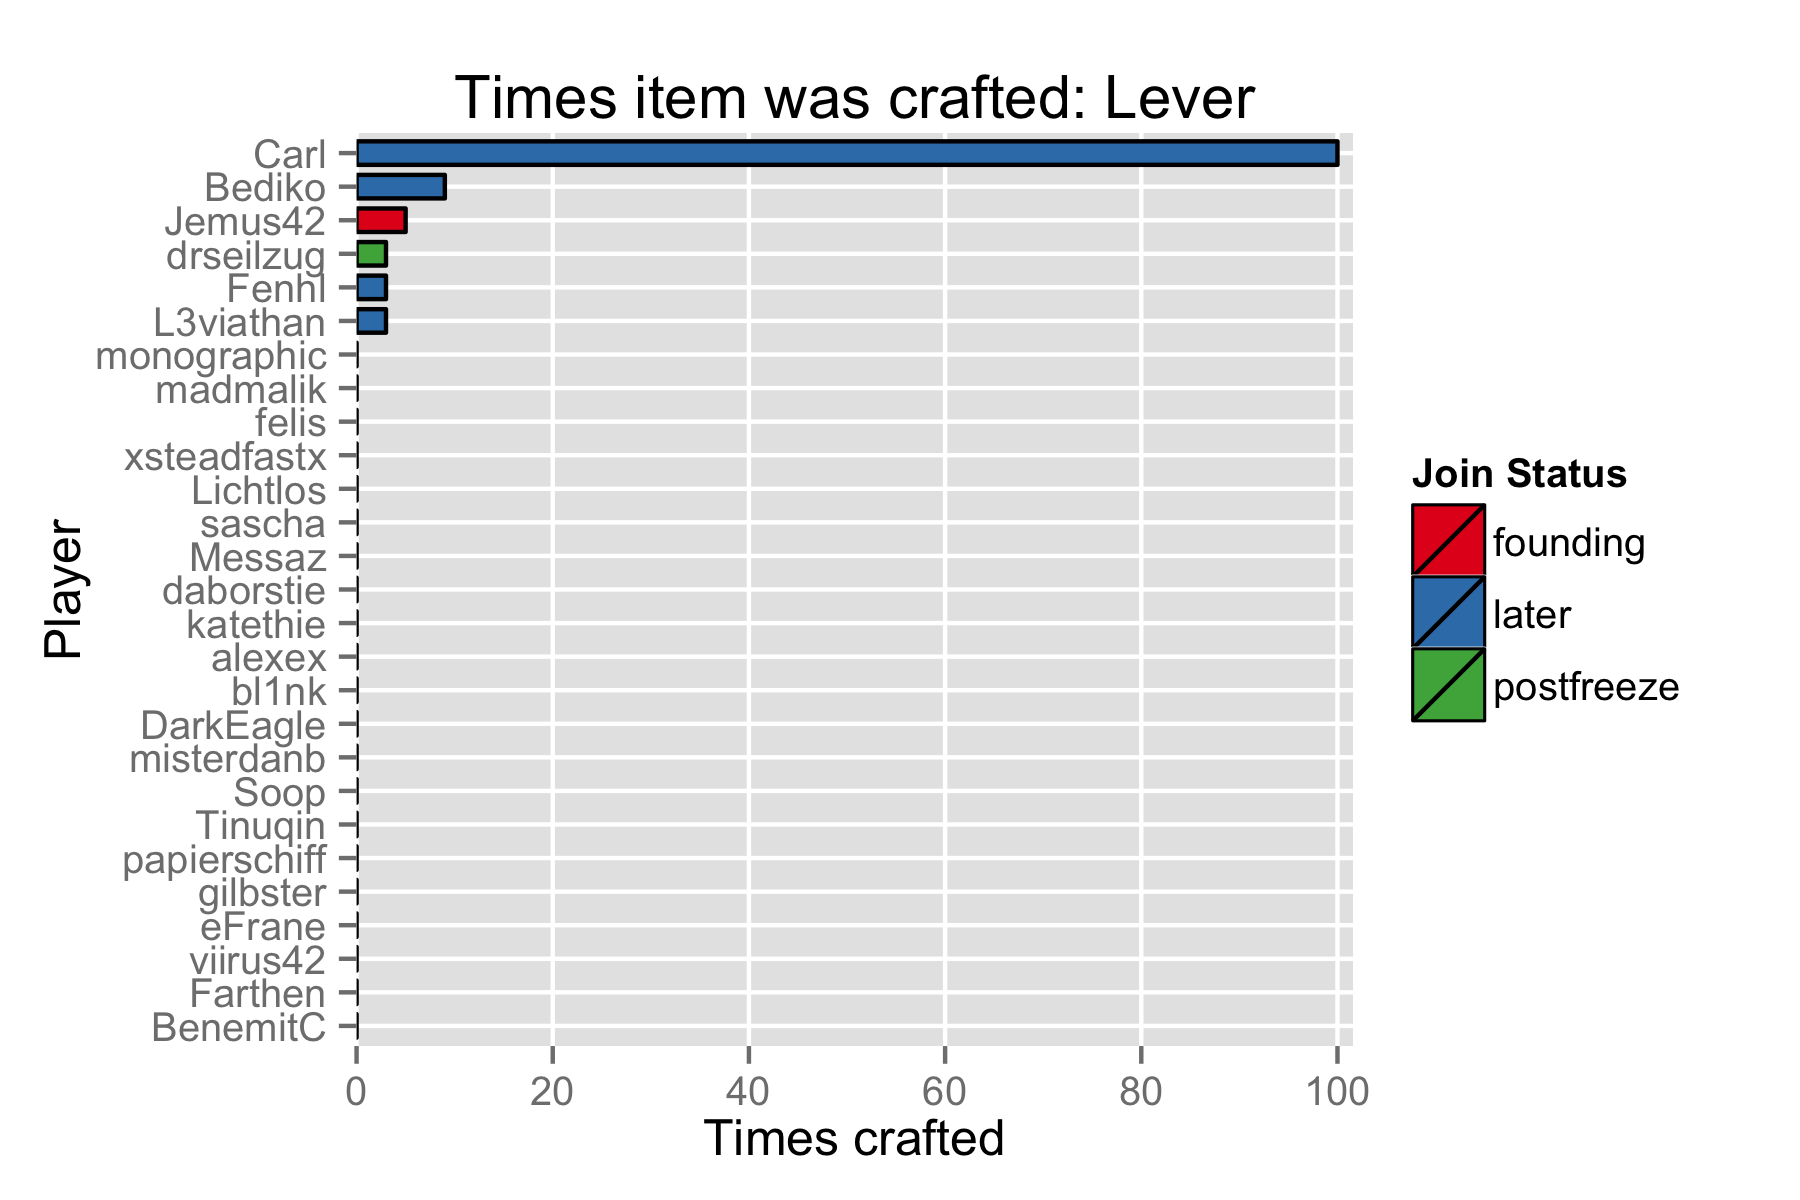 Times item was crafted: Lever
Carl
Bediko
Jemus42
drseilzug
Fenhl
L3viathan
monographic
madmalik
felis
xsteadfastx
Lichtlos
sascha
Messaz
daborstie
katethie
alexex
bl1nk
DarkEagle
misterdanb
Soop
Tinuqin
papierschiff
gilbster
eFrane
viirus42
Farthen
BenemitC
Player
0 20 40 60 80 100
Times crafted
Join Status
founding
later
postfreeze